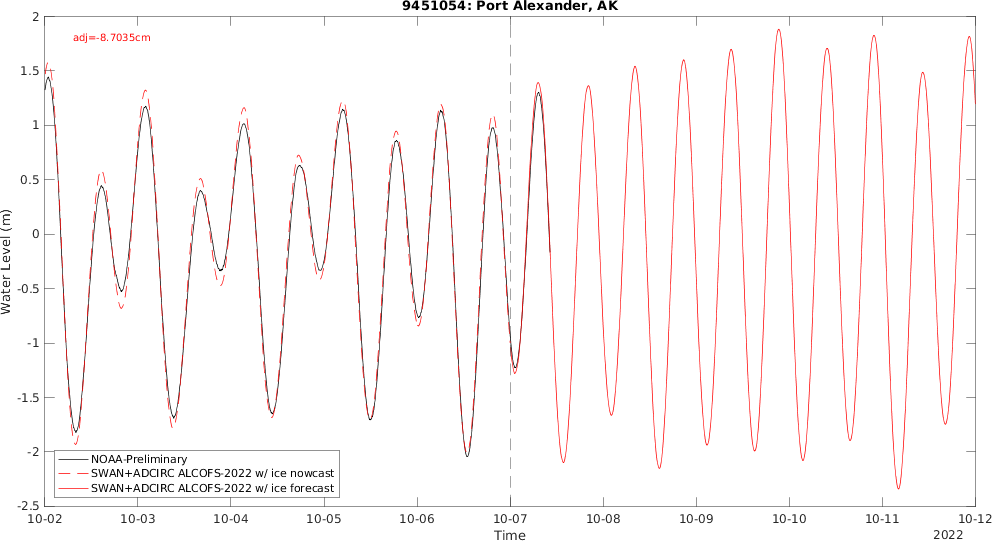 9451054: Port Alexander, AK
adj=-8.7035cm
2
1.5
1
0.5
0
-0.5
-1
-1.5
-2
-2.5
Water Level (m)
NOAA-Preliminary
SWAN+ADCIRC ALCOFS-2022 w/ ice nowcast
SWAN+ADCIRC ALCOFS-2022 w/ ice forecast
10-02 10-03 10-04 10-05 10-06 10-07 10-08 10-09 10-10 10-11 10-12
Time
2022